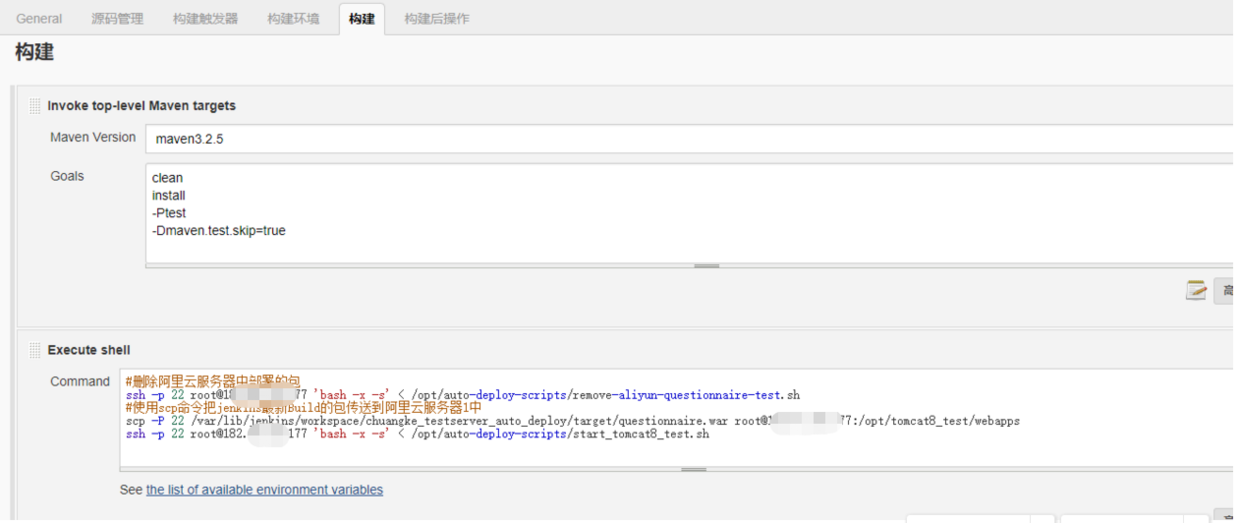 General 源码管理 构建触发器 构建环境 构建 构建后操作
构建
Invoke top-level Maven targets
Maven Version maven3.2.5
Goals clean
install
-Ptest
-Dmaven.test.skip=true
Execute shell
Command #删除阿里云服务器中部署的包
ssh -p 22 root@18 77 'bash -x -s' < /opt/auto-deploy-scripts/remove-aliyun-questionnaire-test.sh
#使用scp命令把jenkins最新Build的包传送到阿里云服务器1中
scp -P 22 /var/lib/jenkins/workspace/chuangke_testserver_auto_deploy/target/questionnaire.war root@ 77:/opt/tomcat8_test/webapps
ssh -p 22 root@182. 177 'bash -x -s' < /opt/auto-deploy-scripts/start_tomcat8_test.sh
See the list of available environment variables